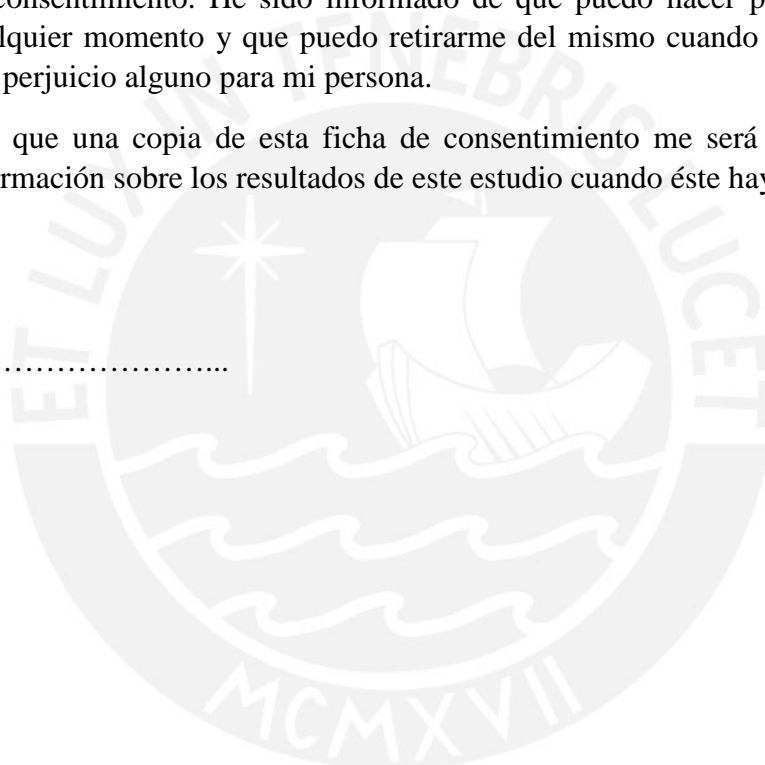 consentimiento. He sido informado de que puedo hacer p
lquier momento y que puedo retirarme del mismo cuando
perjuicio alguno para mi persona.
que una copia de esta ficha de consentimiento me será
rmación sobre los resultados de este estudio cuando éste hay
…………………...
ET LUX IN TENEBRIS LUCET
MCMXVII